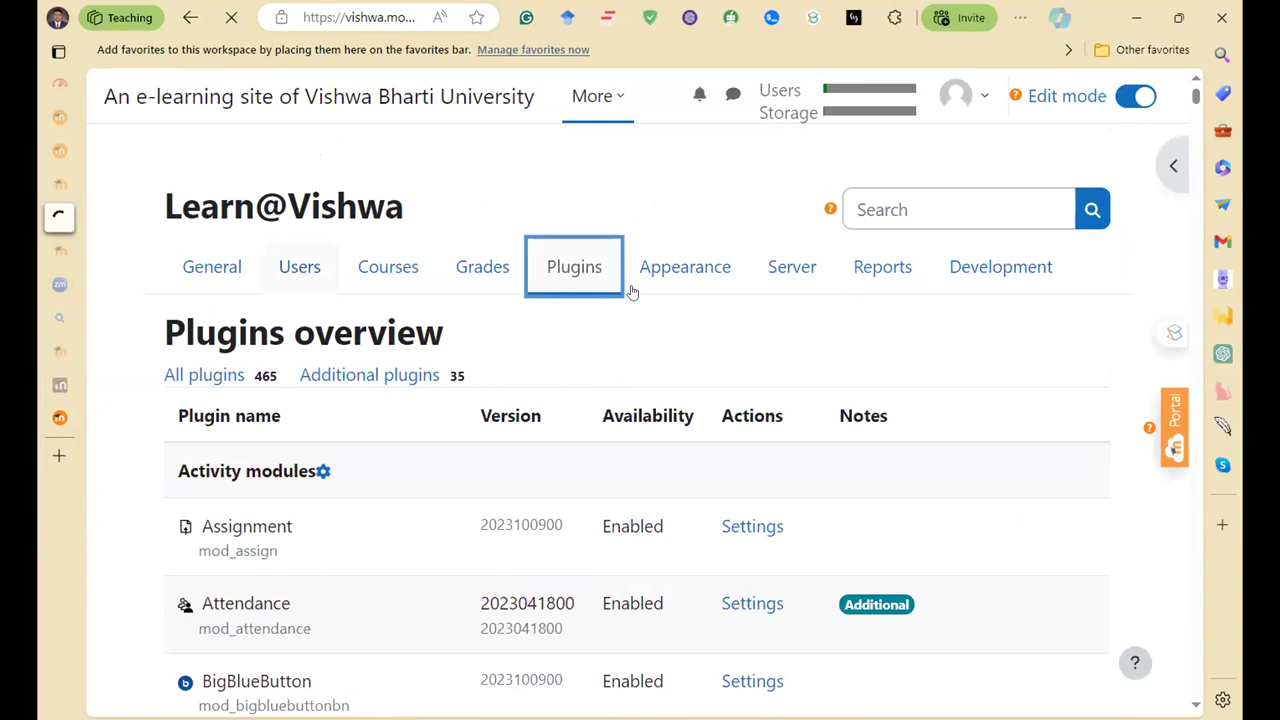 Teaching
https://vishwa.mo...
Invite
Add favorites to this workspace by placing them here on the favorites bar. Manage favorites now
Other favorites
An e-learning site of Vishwa Bharti University
More
Users
Storage
Edit mode
Learn@Vishwa
Search
General Users Courses Grades Plugins Appearance Server Reports Development
Plugins overview
All plugins 465 Additional plugins 35
Plugin name Version Availability Actions Notes
Activity modules
Assignment 2023100900 Enabled Settings
mod_assign
Attendance 2023041800 Enabled Settings Additional
mod_attendance 2023041800
BigBlueButton 2023100900 Enabled Settings
mod_bigbluebuttonbn
Portal
?